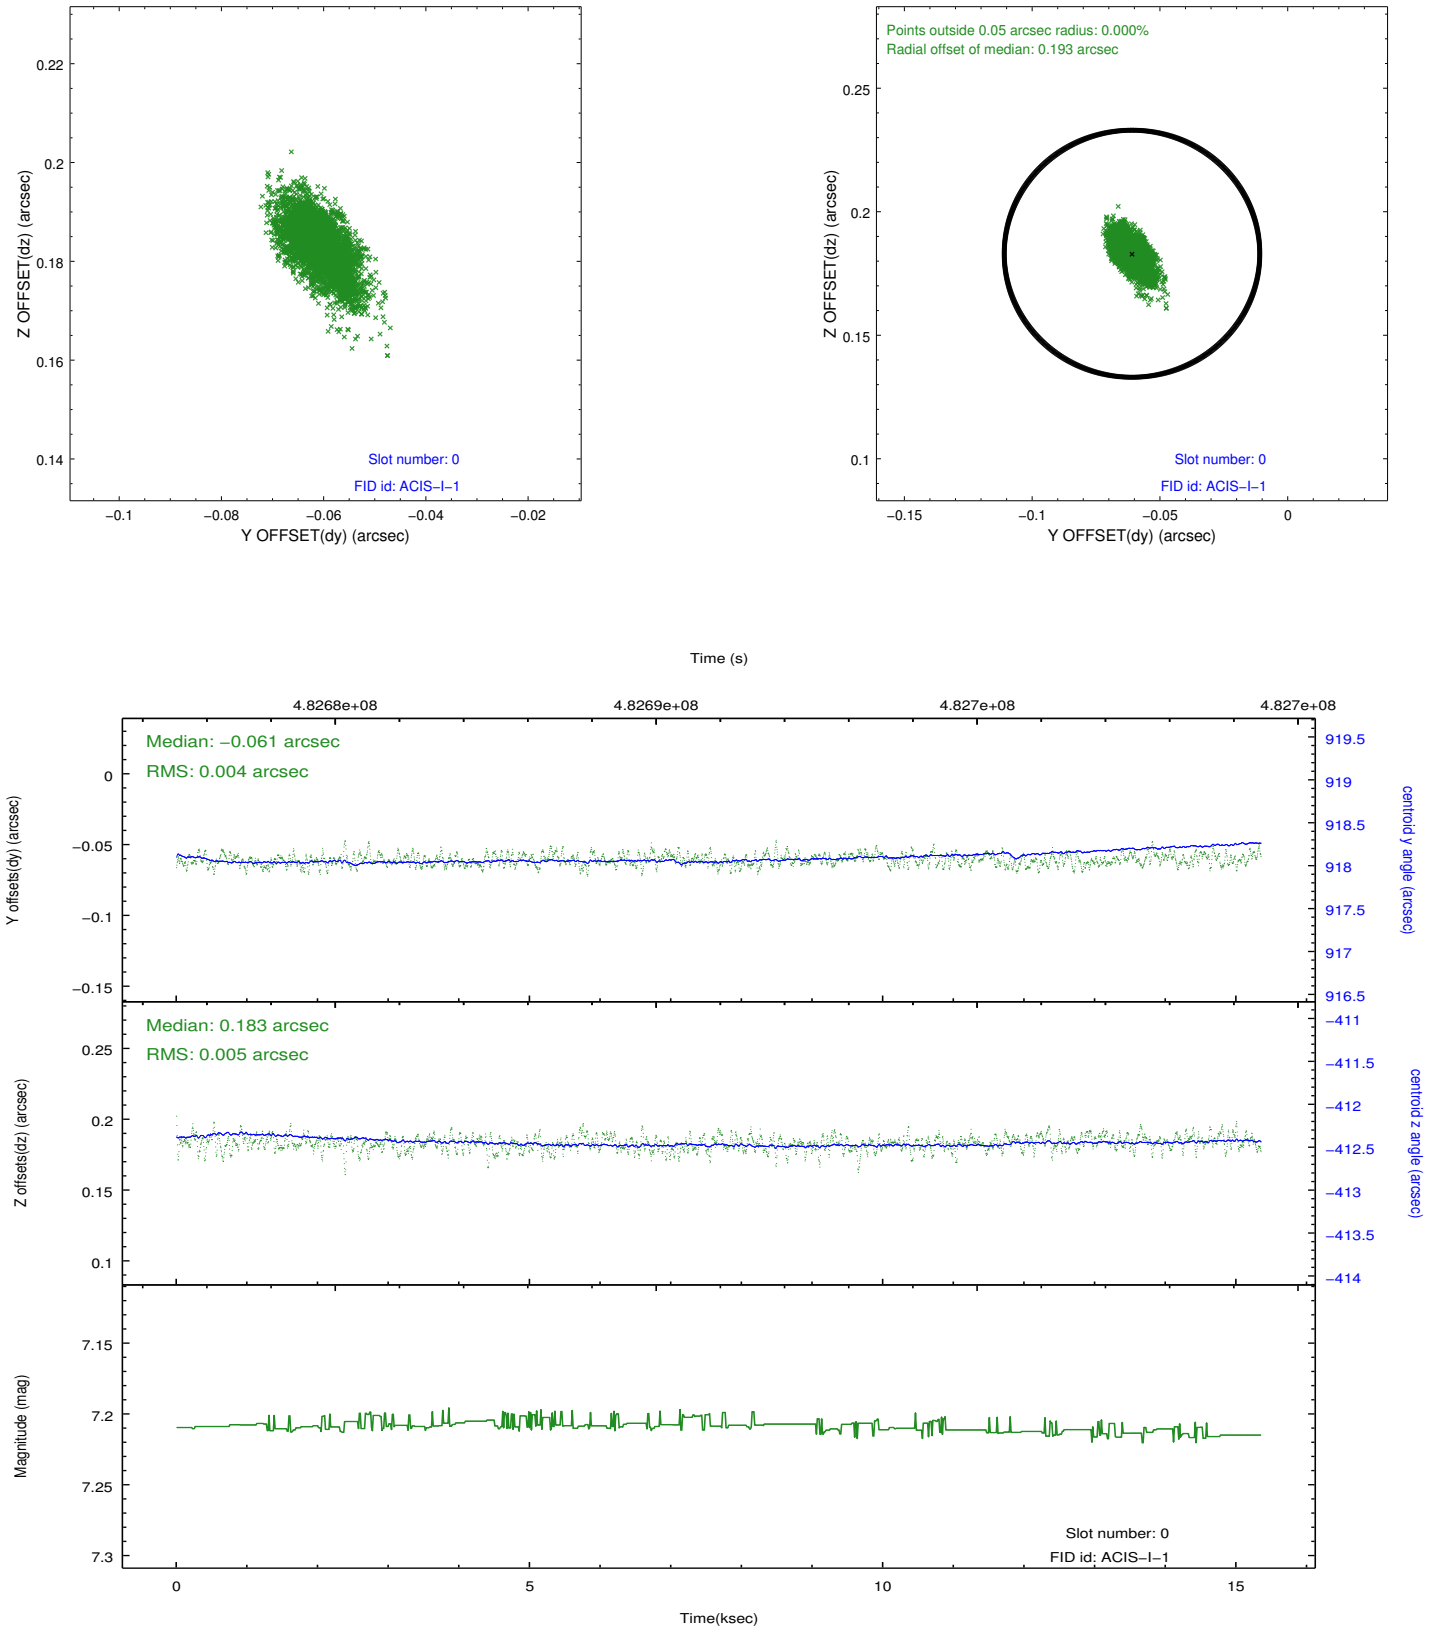 0.22
0.2
0.18
0.16
0.14
Z OFFSET(dz) (arcsec)
Slot number: 0
FID id: ACIS−I−1
−0.1
−0.08
−0.06
−0.04
−0.02
Y OFFSET(dy) (arcsec)
Points outside 0.05 arcsec radius: 0.000%
Radial offset of median: 0.193 arcsec
0.25
0.2
0.15
0.1
Z OFFSET(dz) (arcsec)
Slot number: 0
FID id: ACIS−I−1
−0.15
−0.1
−0.05
0
Y OFFSET(dy) (arcsec)
Time (s)
4.8268e+08
4.8269e+08
4.827e+08
4.827e+08
Median: −0.061 arcsec
RMS: 0.004 arcsec
0
−0.05
−0.1
−0.15
Y offsets(dy) (arcsec)
919.5
919
918.5
918
917.5
917
916.5
centroid y angle (arcsec)
Median: 0.183 arcsec
RMS: 0.005 arcsec
0.25
0.2
0.15
0.1
Z offsets(dz) (arcsec)
−411
−411.5
−412
−412.5
−413
−413.5
−414
centroid z angle (arcsec)
7.15
7.2
7.25
7.3
Magnitude (mag)
Slot number: 0
FID id: ACIS−I−1
0
5
10
15
Time(ksec)